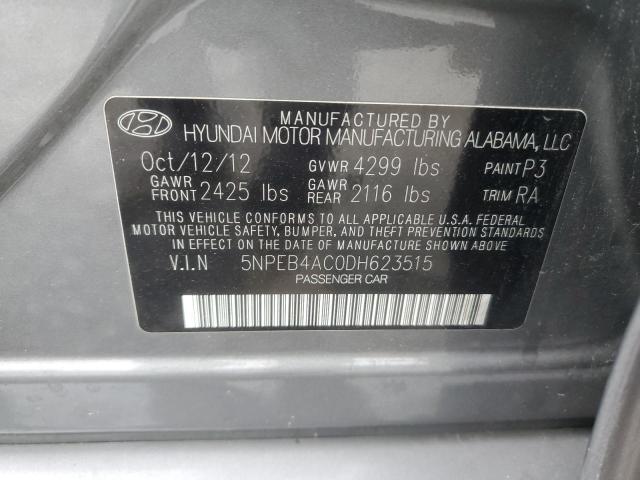 MANUFACTURED BY
HYUNDAI MOTOR MANUFACTURING ALABAMA, LLC
Oct/12/12 GVWR 4299 lbs PAINT P3
GAWR FRONT 2425 lbs GAWR REAR 2116 lbs TRIM RA
THIS VEHICLE CONFORMS TO ALL APPLICABLE U.S.A. FEDERAL
MOTOR VEHICLE SAFETY, BUMPER, AND THEFT PREVENTION STANDARDS
IN EFFECT ON THE DATE OF MANUFACTURE SHOWN ABOVE
V.I.N 5NPEB4AC0DH623515
PASSENGER CAR